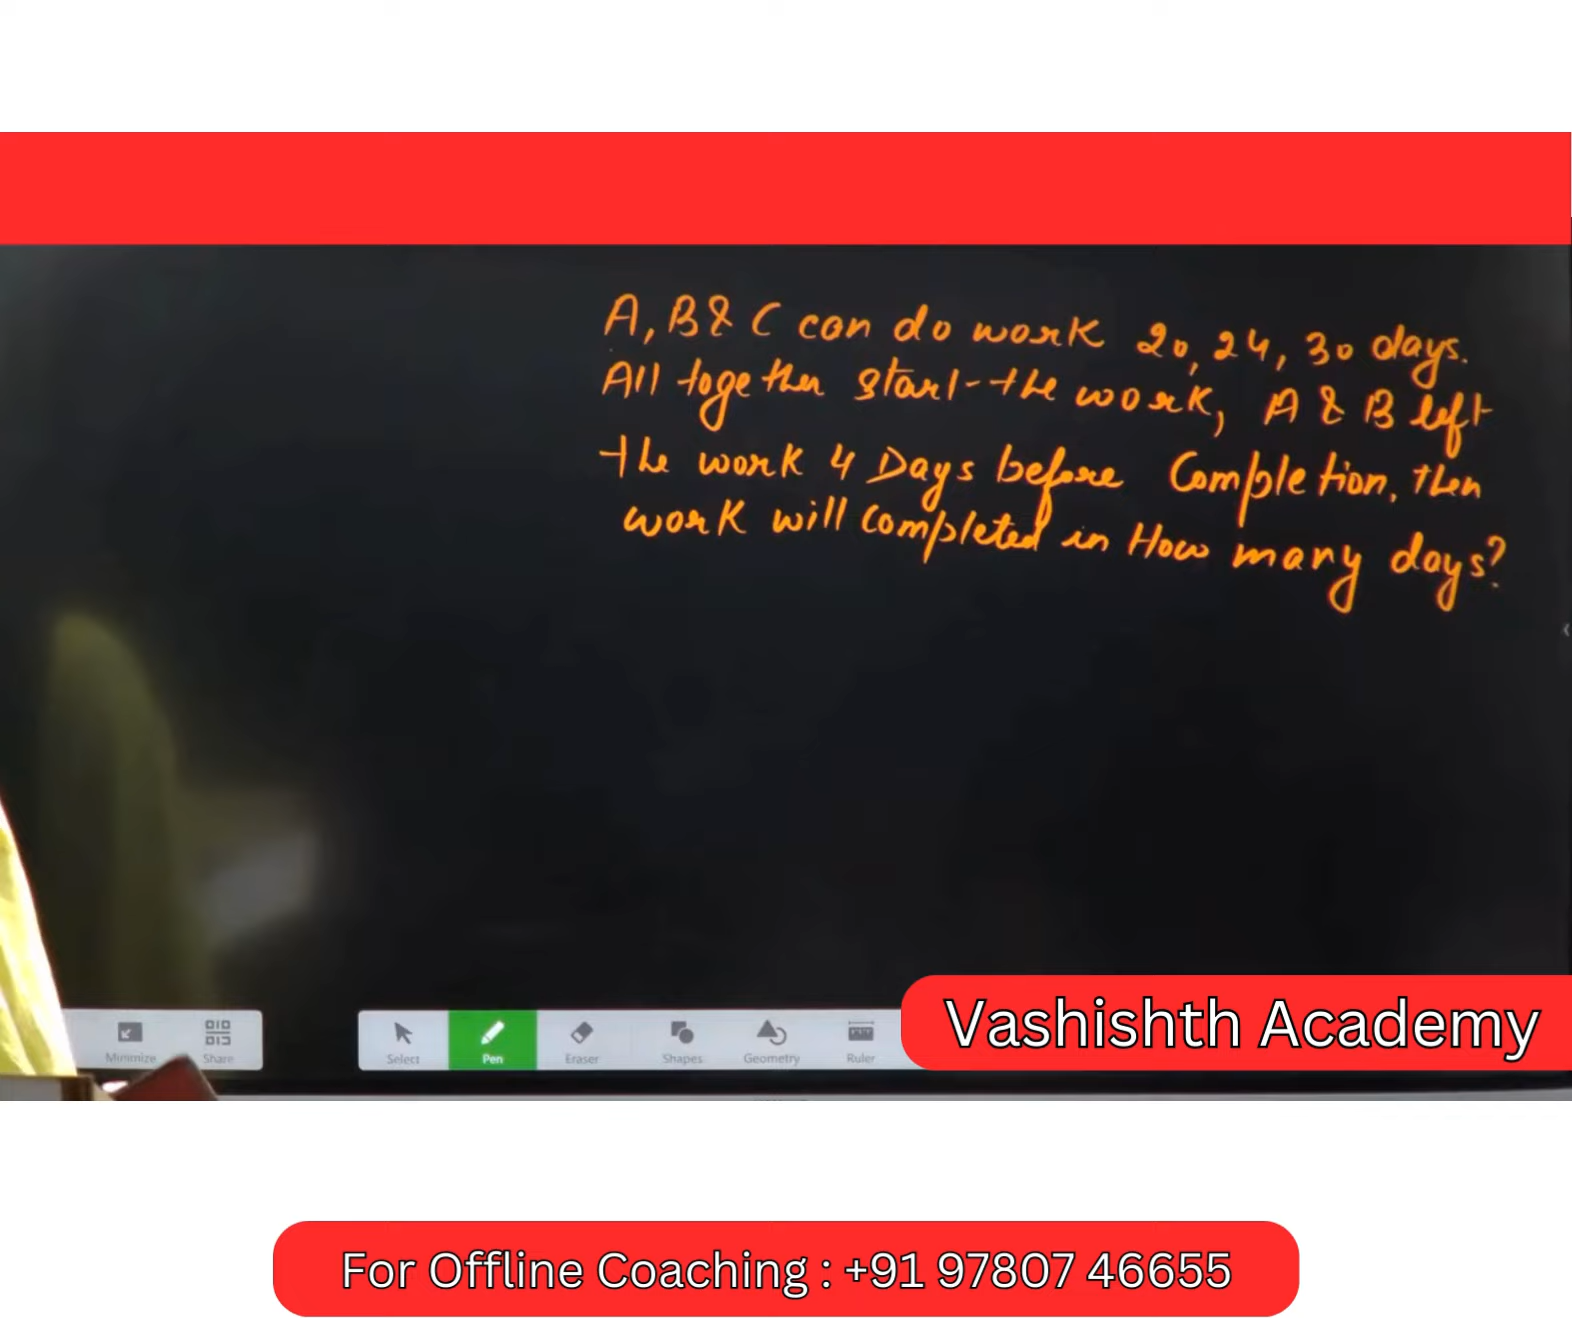 A, B & C can do work 20, 24, 30 days.
All together start the work, A & B left
the work 4 Days before Completion, then
work will completed in How many days?
Minimize
Share
Select
Pen
Eraser
Shapes
Geometry
Ruler
Vashishth Academy
For Offline Coaching : +91 97807 46655